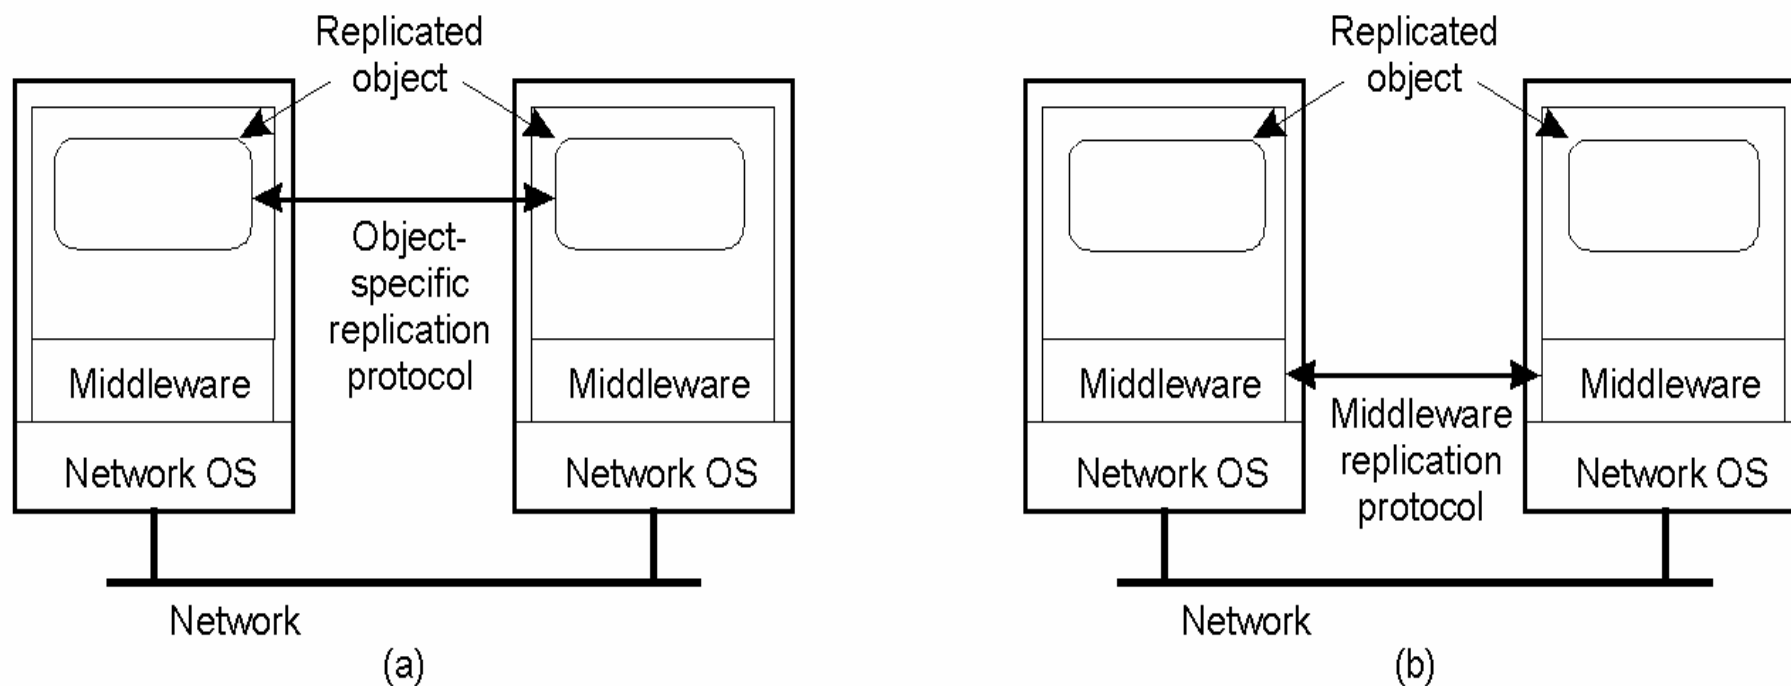 Replicated
object
Object-
specific
replication
protocol
Middleware
Middleware
Network OS
Network OS
Network
(a)
Replicated
object
Middleware
Middleware
Middleware
replication
protocol
Network OS
Network OS
Network
(b)